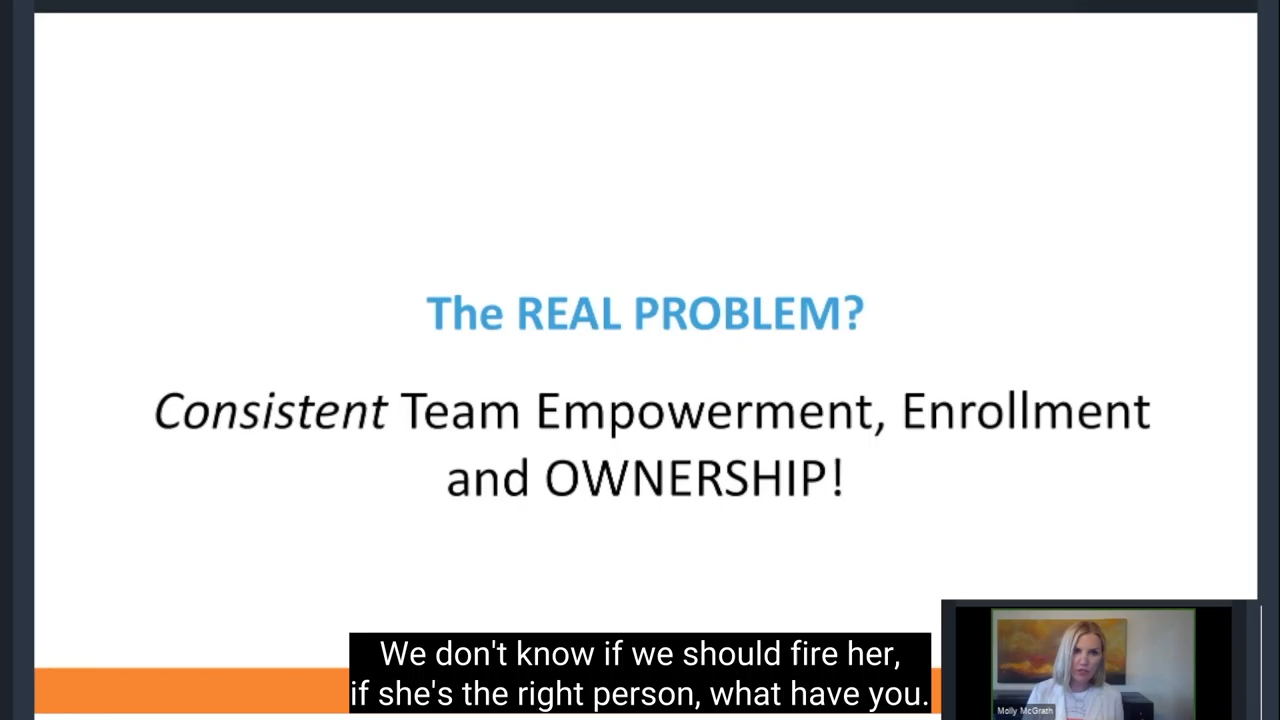 The REAL PROBLEM?
Consistent Team Empowerment, Enrollment
and OWNERSHIP!
We don't know if we should fire her,
if she's the right person, what have you.
Molly McGrath